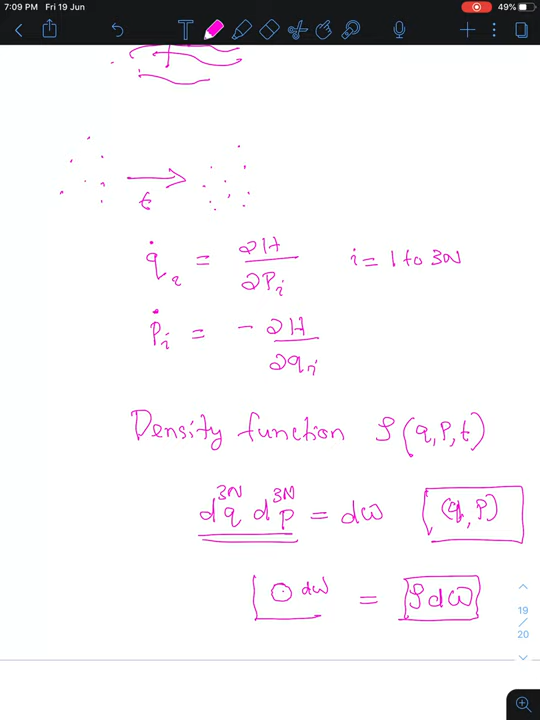 7:09 PM Fri 19 Jun 49%
t
q̇ᵢ = ∂H/∂Pᵢ i = 1 to 3N
Ṗᵢ = - ∂H/∂qᵢ
Density function ρ(q, P, t)
d³ᴺq d³ᴺp = dω (q, P)
dω = ρdω
19
/
20